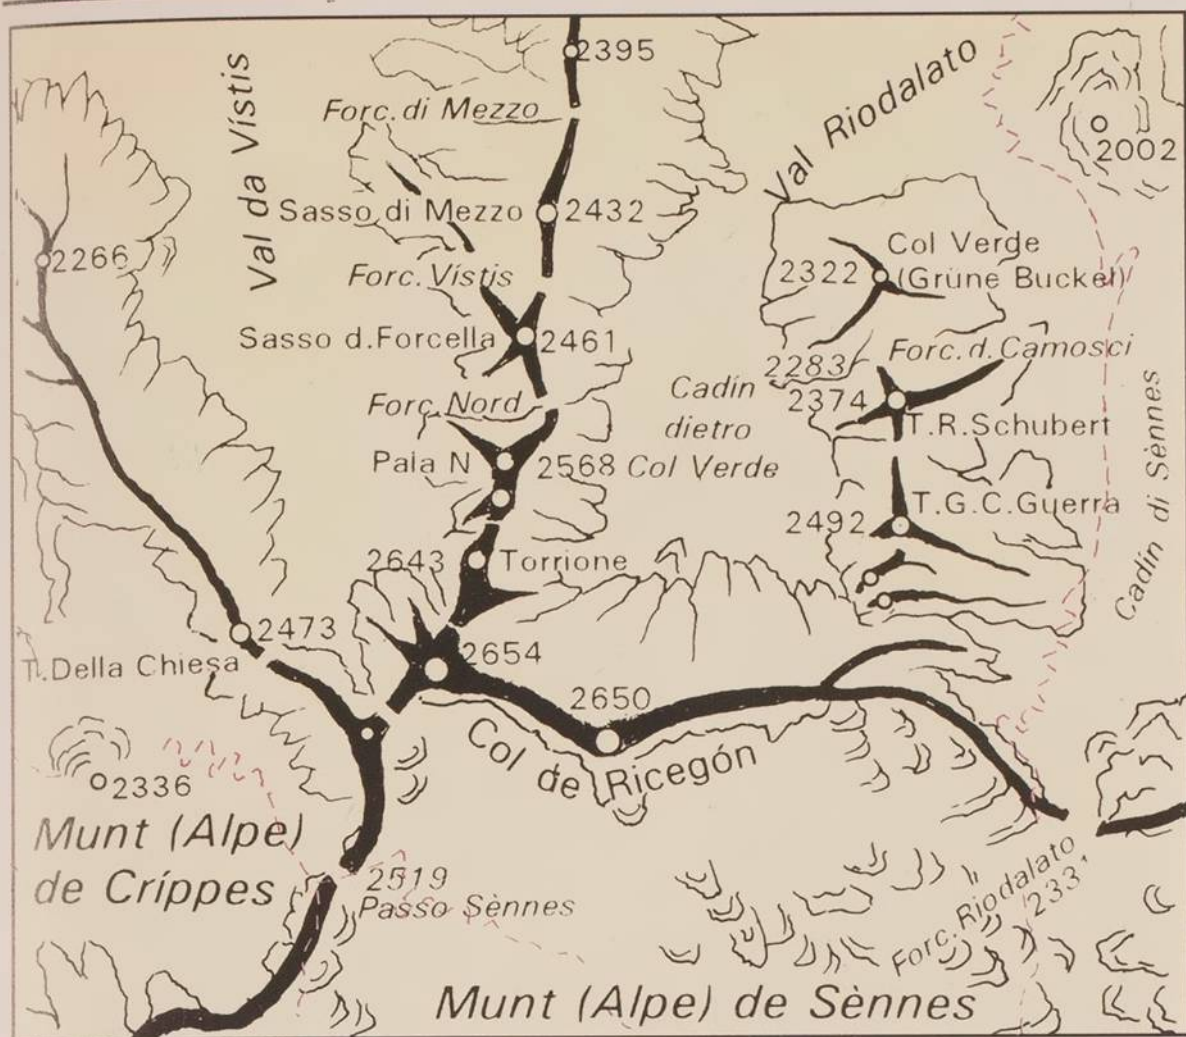 2395
Val Riodalato
Forc. di Mezzo
2002
Val da Vístis
Sasso di Mezzo
2432
2266
Col Verde
2322
(Grüne Buckel)
Forc. Vístis
Sasso d. Forcella
2461
Forc. d. Camosci
2283
2374
Cadín
dietro
Col Verde
Forc. Nord
T.R.Schubert
Pala N
2568
T.G.C.Guerra
2492
Cadín di Sènnes
2643
Torrione
2473
2654
T. Della Chiesa
2650
Col de Ricegón
2336
Munt (Alpe)
de Críppes
2519
Passo Sènnes
Forc. Riodalato
Munt (Alpe) de Sènnes